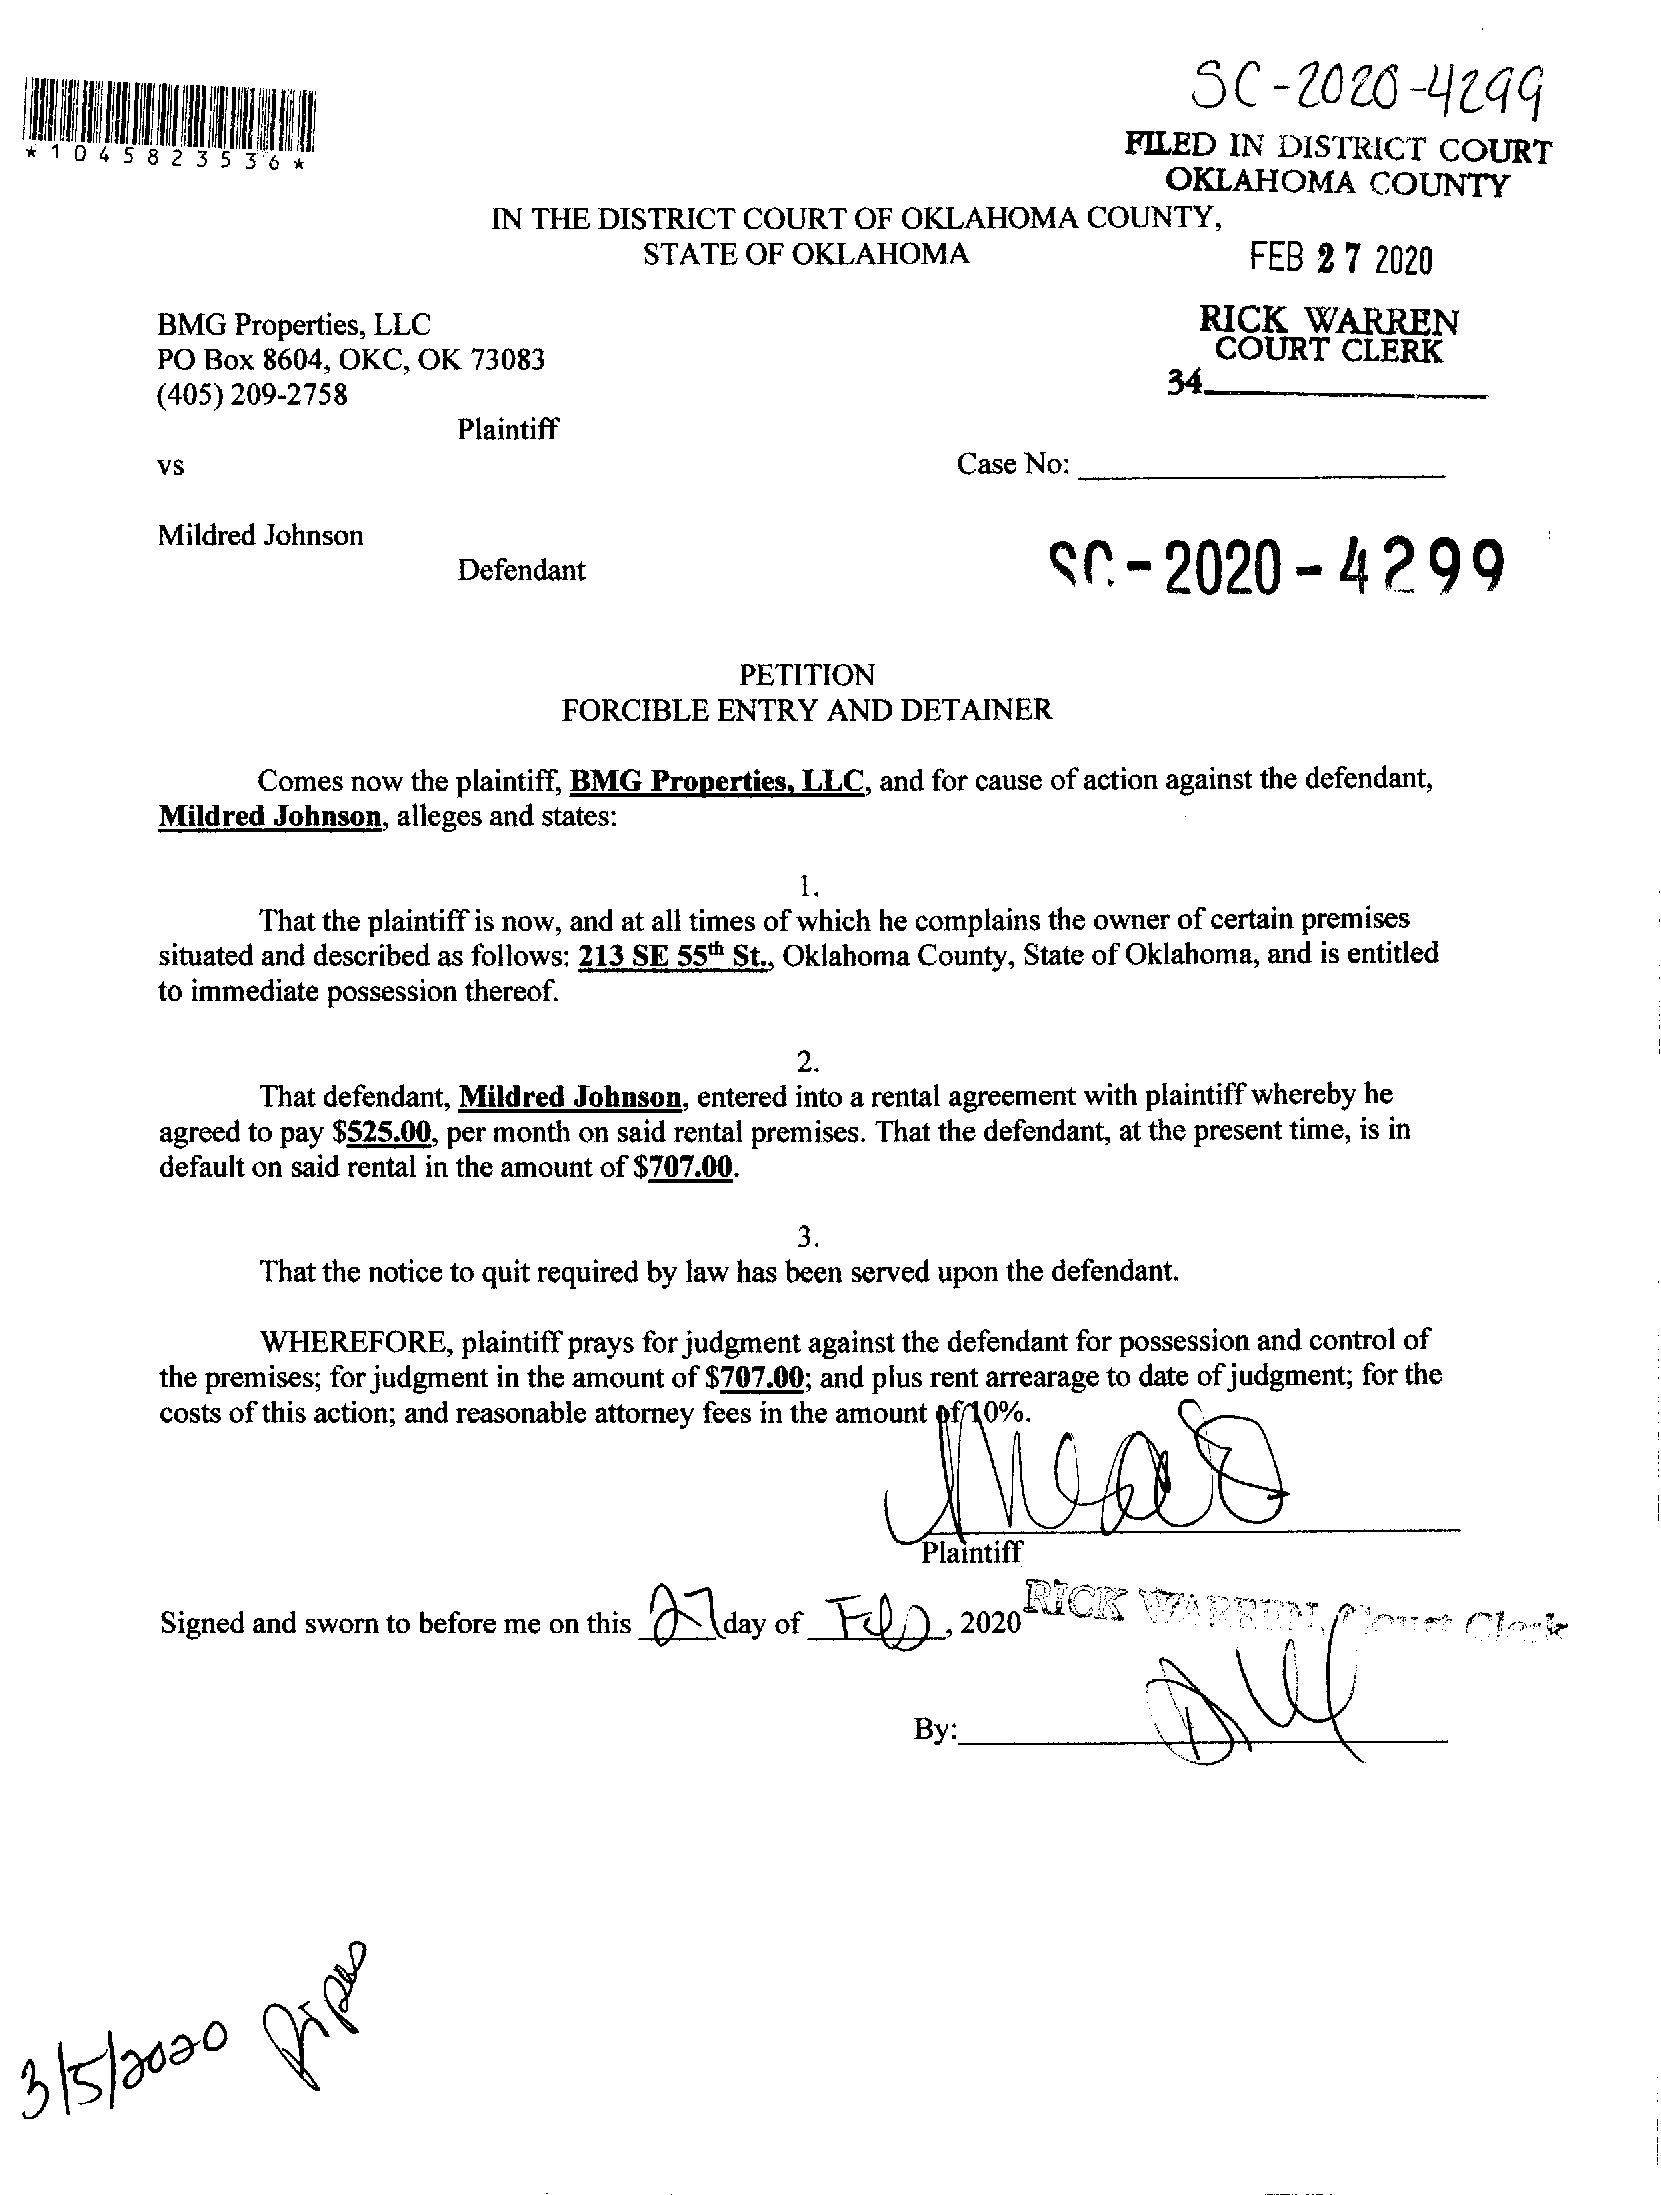 SC-2020-4299
*1045823536*
FILED IN DISTRICT COURT
OKLAHOMA COUNTY
IN THE DISTRICT COURT OF OKLAHOMA COUNTY,
STATE OF OKLAHOMA
FEB 27 2020
BMG Properties, LLC
PO Box 8604, OKC, OK 73083
(405) 209-2758
RICK WARREN
COURT CLERK
34
Plaintiff
vs
Case No:
Mildred Johnson
Defendant
SC-2020-4299
PETITION
FORCIBLE ENTRY AND DETAINER
Comes now the plaintiff, BMG Properties, LLC, and for cause of action against the defendant,
Mildred Johnson, alleges and states:
1.
That the plaintiff is now, and at all times of which he complains the owner of certain premises
situated and described as follows: 213 SE 55th St., Oklahoma County, State of Oklahoma, and is entitled
to immediate possession thereof.
2.
That defendant, Mildred Johnson, entered into a rental agreement with plaintiff whereby he
agreed to pay $525.00, per month on said rental premises. That the defendant, at the present time, is in
default on said rental in the amount of $707.00.
3.
That the notice to quit required by law has been served upon the defendant.
WHEREFORE, plaintiff prays for judgment against the defendant for possession and control of
the premises; for judgment in the amount of $707.00; and plus rent arrearage to date of judgment; for the
costs of this action; and reasonable attorney fees in the amount of 10%.
Plaintiff
Signed and sworn to before me on this 27 day of Feb, 2020
RICK WARREN, Court Clerk
By:
3/5/2020